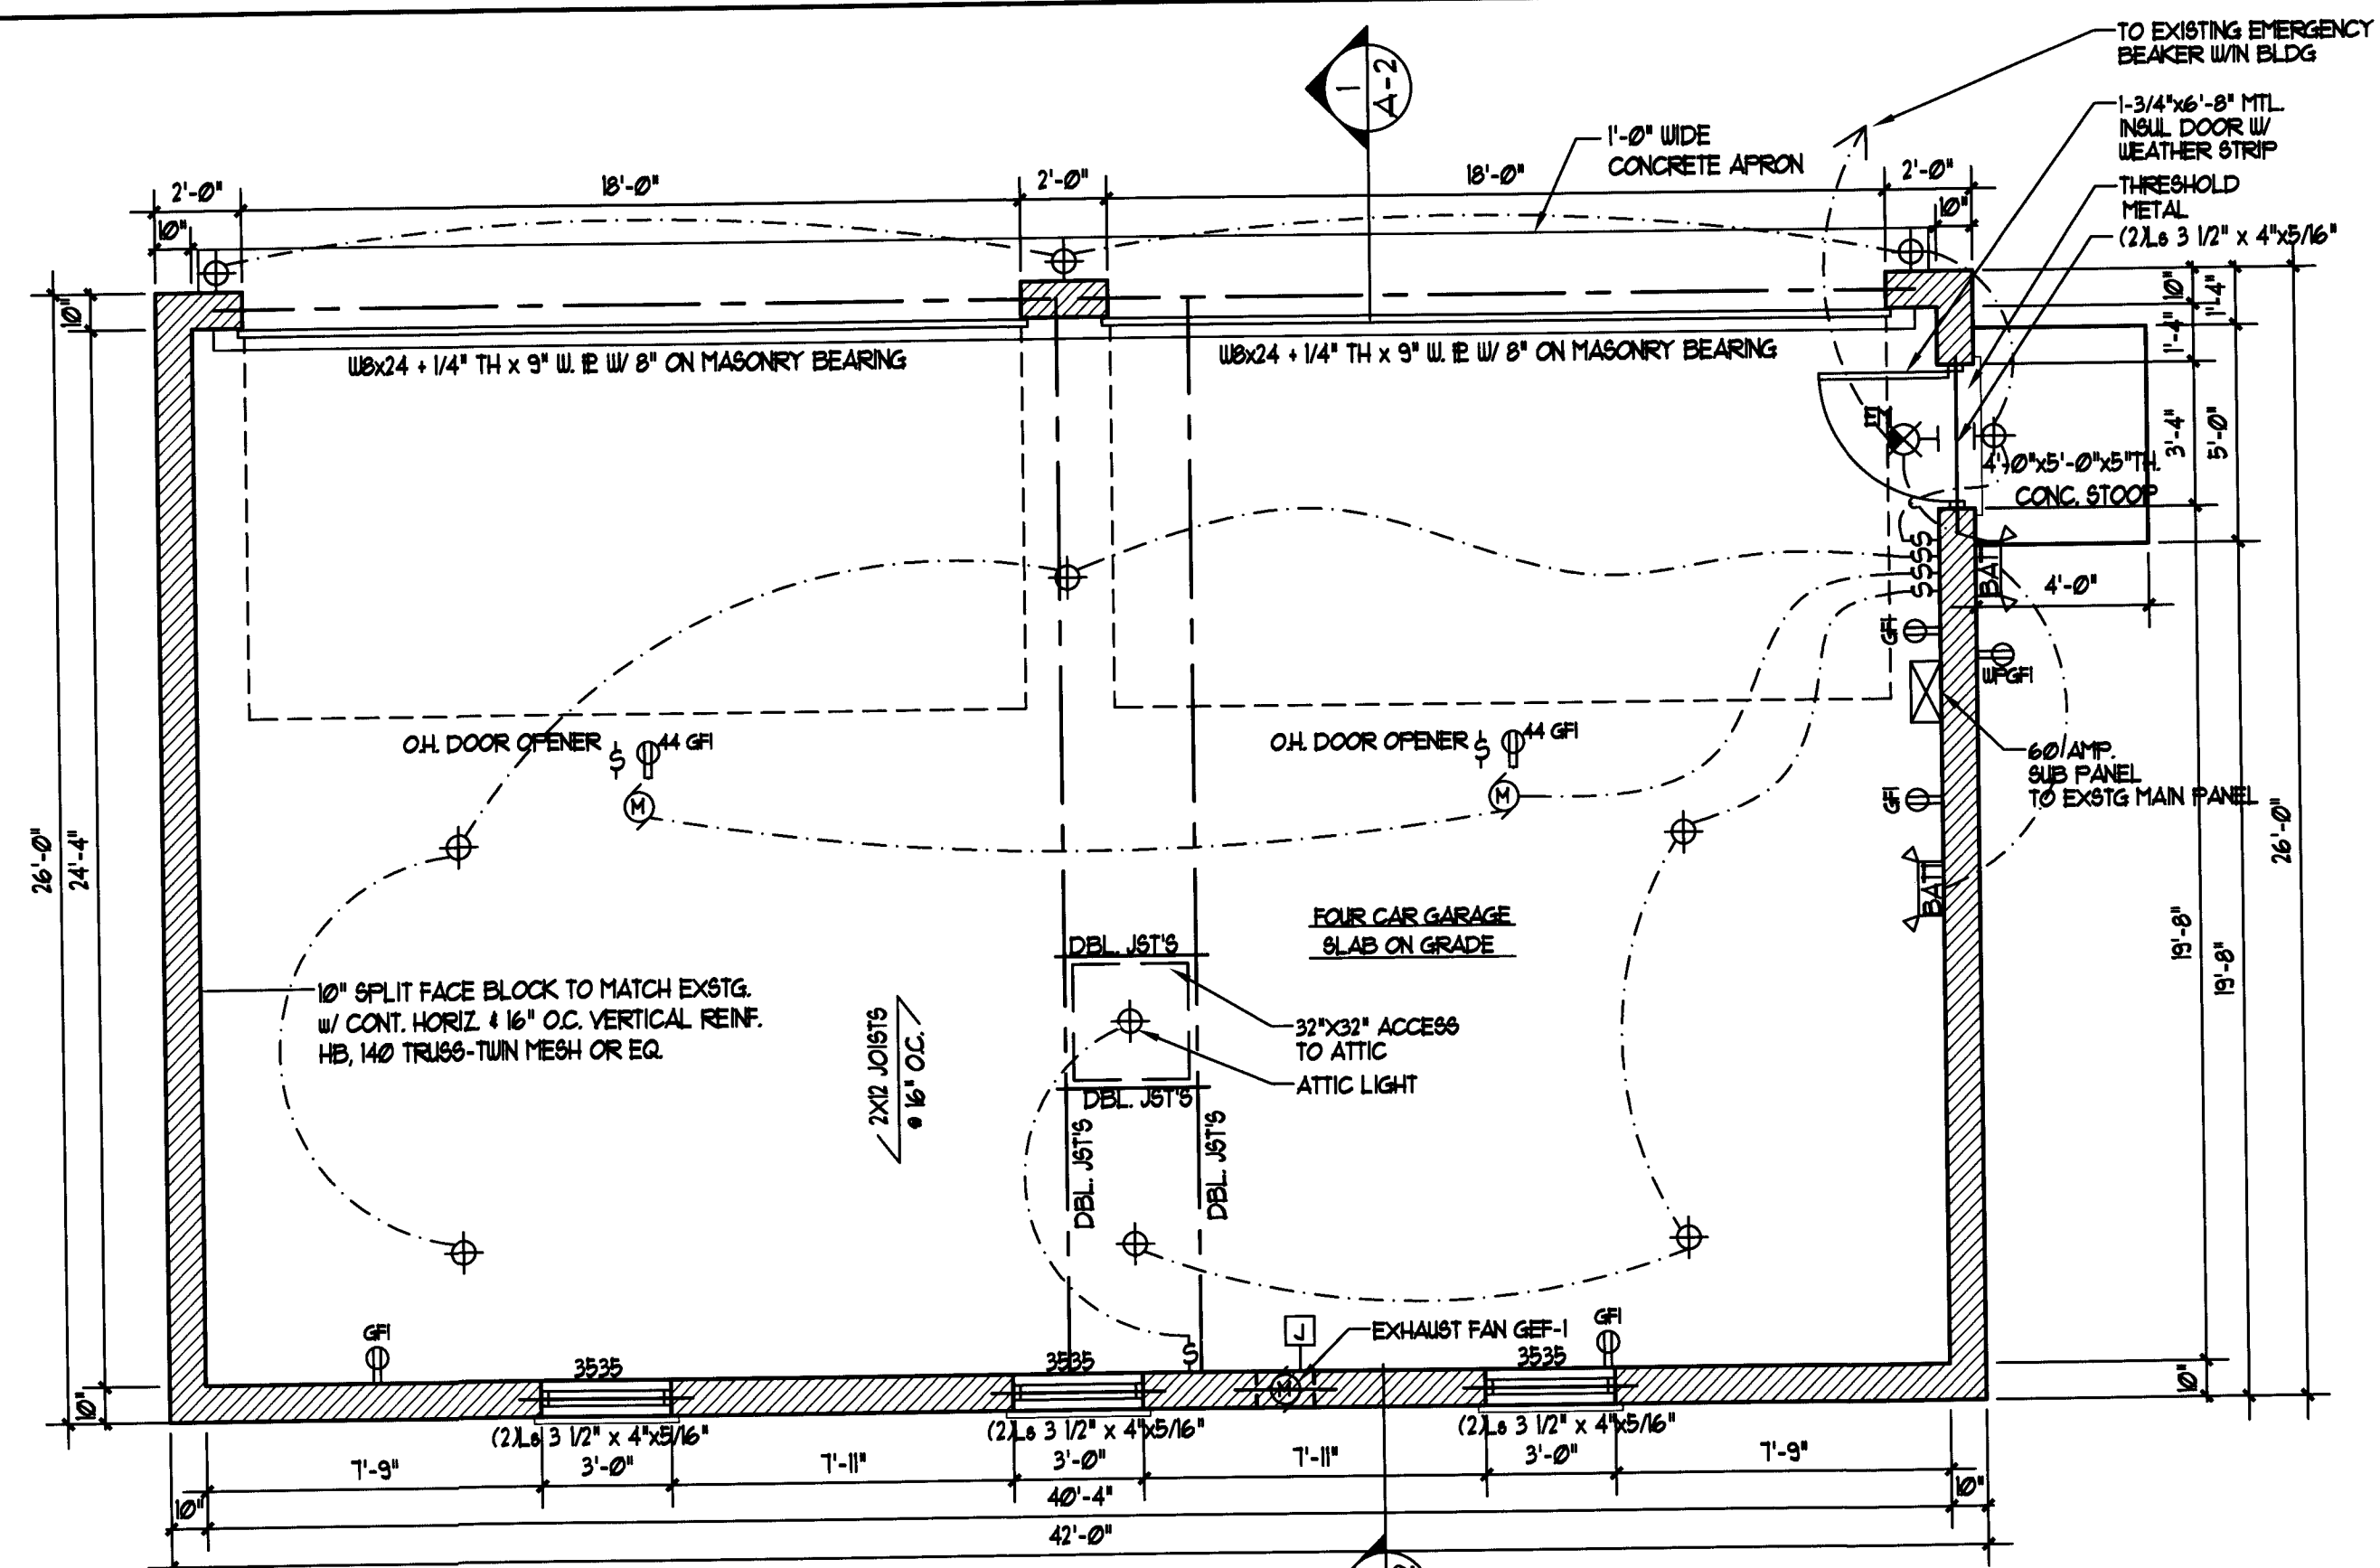 TO EXISTING EMERGENCY
BEAKER W/IN BLDG
1
A-2
1-3/4"x6'-8" MTL.
INSUL DOOR W/
WEATHER STRIP
1'-0" WIDE
CONCRETE APRON
THRESHOLD
METAL
(2)Ls 3 1/2" x 4"x5/16"
2'-0"
18'-0"
2'-0"
18'-0"
2'-0"
10"
10"
10"
10"
1'-4"
1'-4"
W8x24 + 1/4" TH x 9" W. PL W/ 8" ON MASONRY BEARING
W8x24 + 1/4" TH x 9" W. PL W/ 8" ON MASONRY BEARING
EM
3'-4"
5'-0"
4'-0"x5'-0"x5"TH.
CONC. STOOP
SSSS
BATT
4'-0"
GFI
WPGFI
O.H. DOOR OPENER
S
44 GFI
M
O.H. DOOR OPENER
S
44 GFI
M
60 AMP.
SUB PANEL
TO EXSTG MAIN PANEL
GFI
BATT
26'-0"
24'-4"
26'-0"
19'-8"
19'-8"
FOUR CAR GARAGE
SLAB ON GRADE
DBL. JST'S
10" SPLIT FACE BLOCK TO MATCH EXSTG.
w/ CONT. HORIZ. & 16" O.C. VERTICAL REINF.
HB, 140 TRUSS-TWIN MESH OR EQ.
2X12 JOISTS
@ 16" O.C.
32"X32" ACCESS
TO ATTIC
ATTIC LIGHT
DBL. JST'S
DBL. JST'S
DBL. JST'S
GFI
3535
3535
S
J
EXHAUST FAN GEF-1
M
3535
GFI
10"
10"
(2)Ls 3 1/2" x 4"x5/16"
(2)Ls 3 1/2" x 4"x5/16"
(2)Ls 3 1/2" x 4"x5/16"
7'-9"
3'-0"
7'-11"
3'-0"
7'-11"
3'-0"
7'-9"
10"
40'-4"
10"
42'-0"